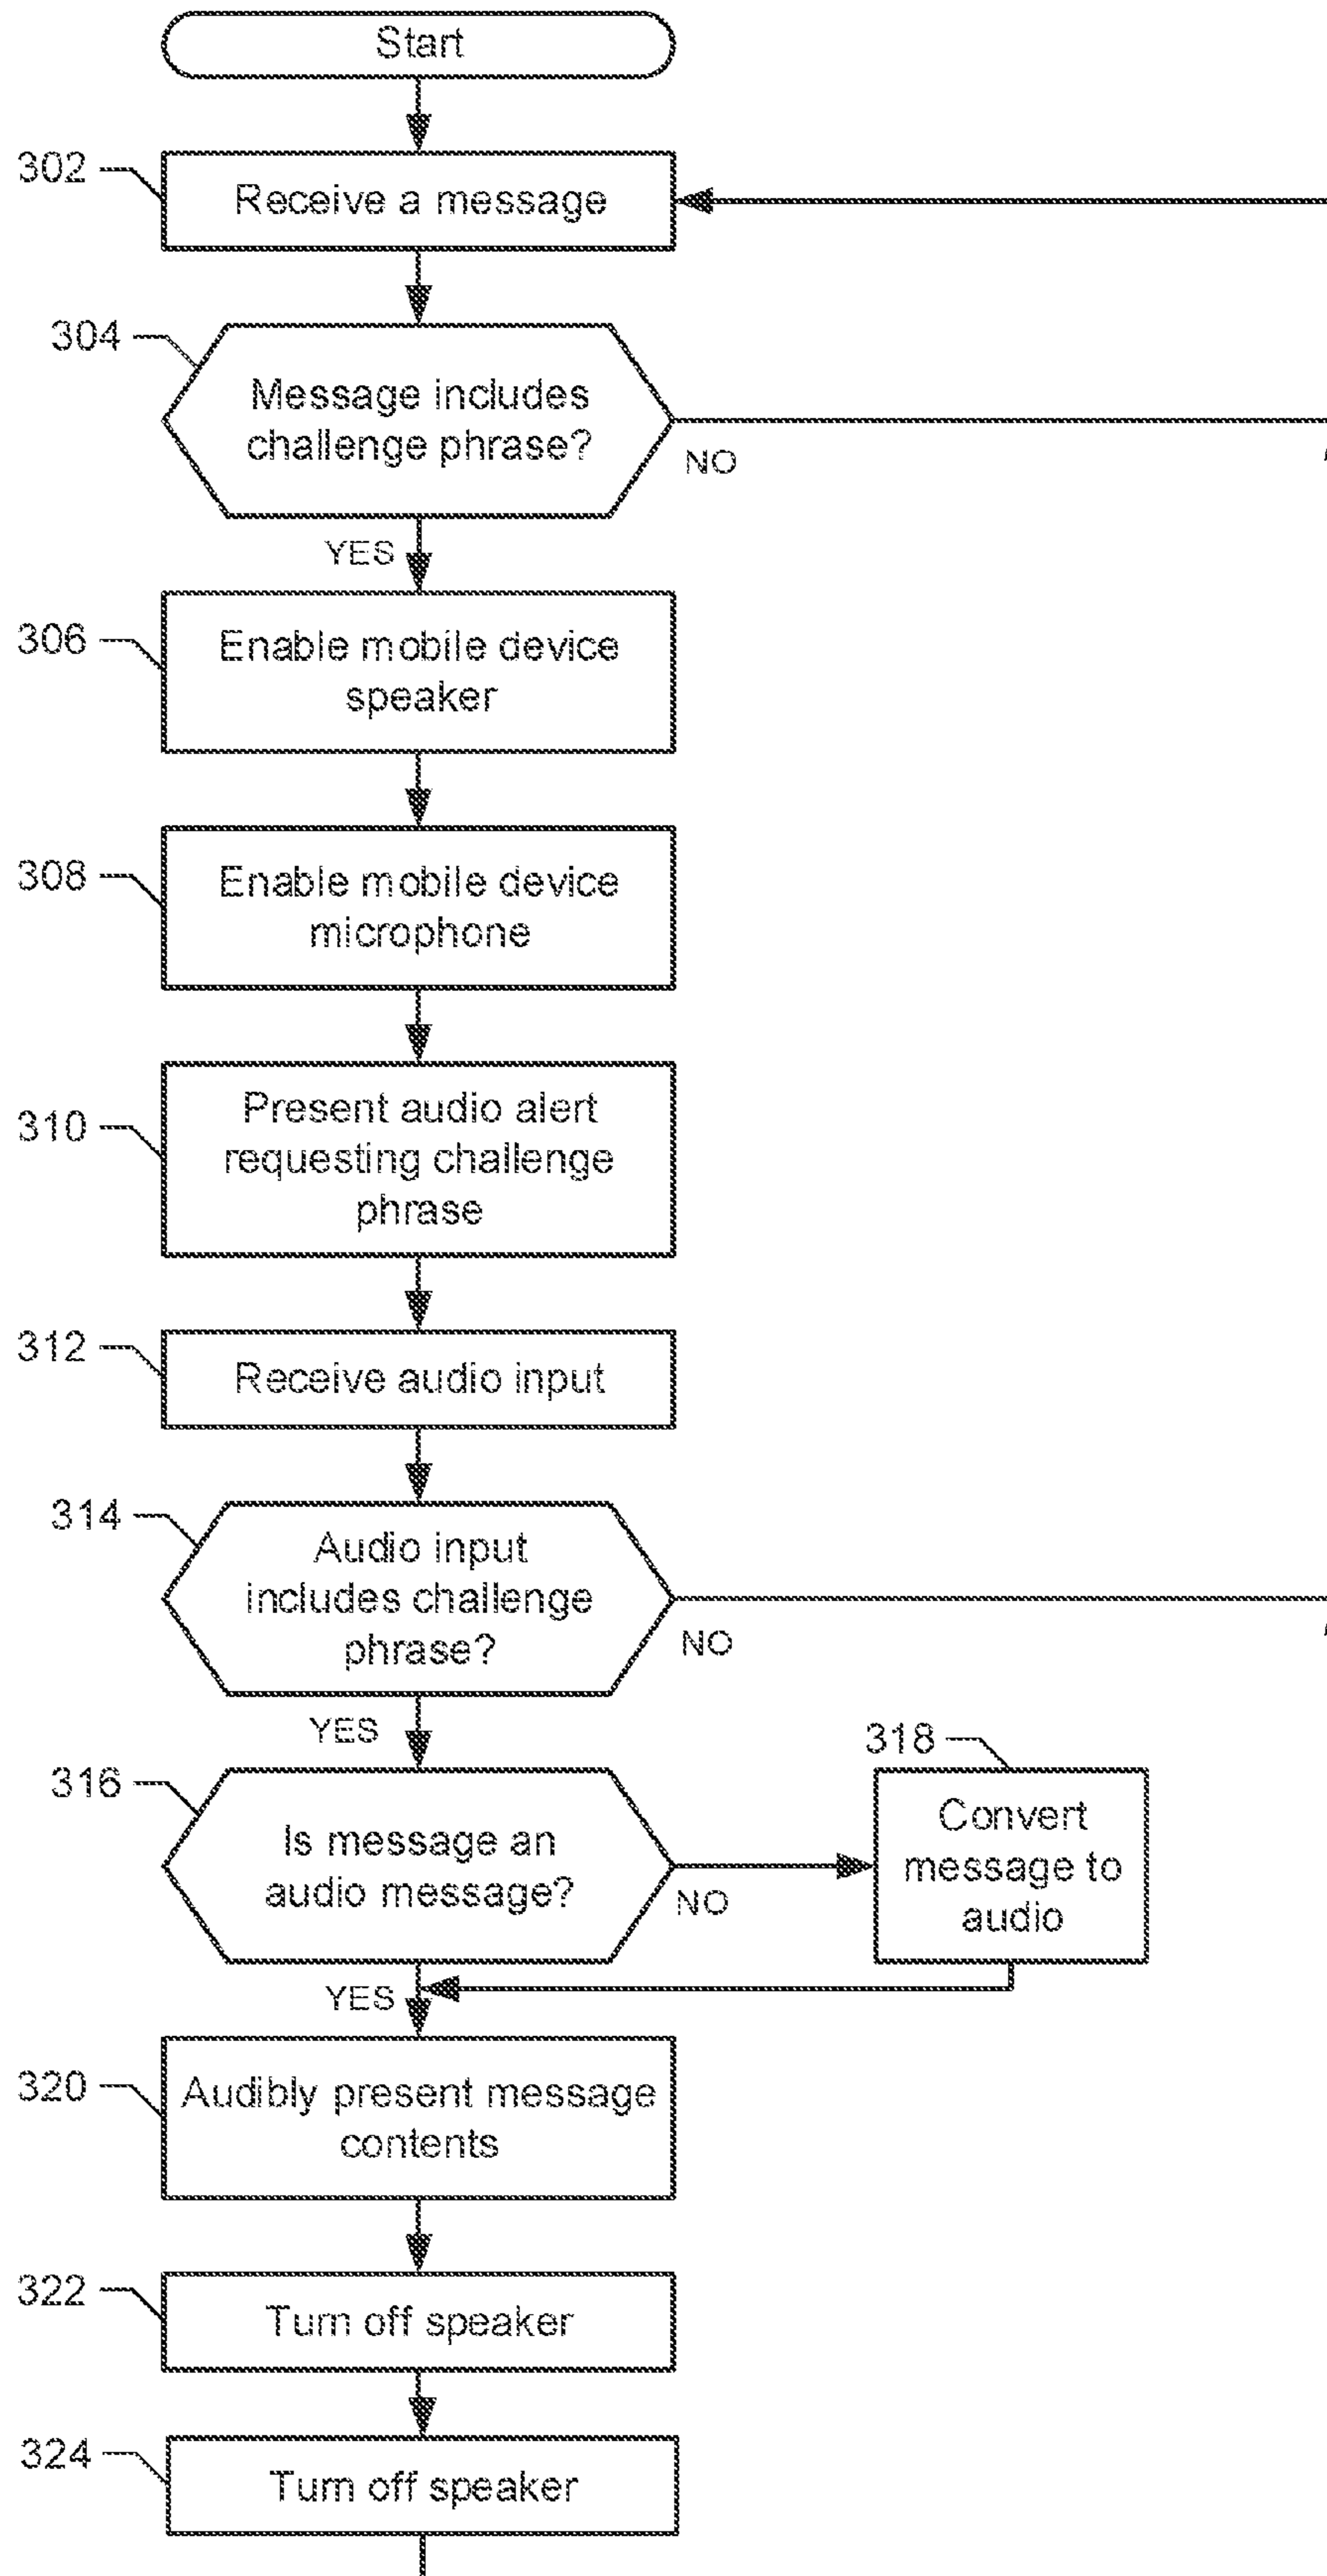 Start
302
Receive a message
304
Message includes
challenge phrase?
NO
YES
306
Enable mobile device
speaker
308
Enable mobile device
microphone
310
Present audio alert
requesting challenge
phrase
312
Receive audio input
314
Audio input
includes challenge
phrase?
NO
YES
316
Is message an
audio message?
NO
318
Convert
message to
audio
YES
320
Audibly present message
contents
322
Turn off speaker
324
Turn off speaker